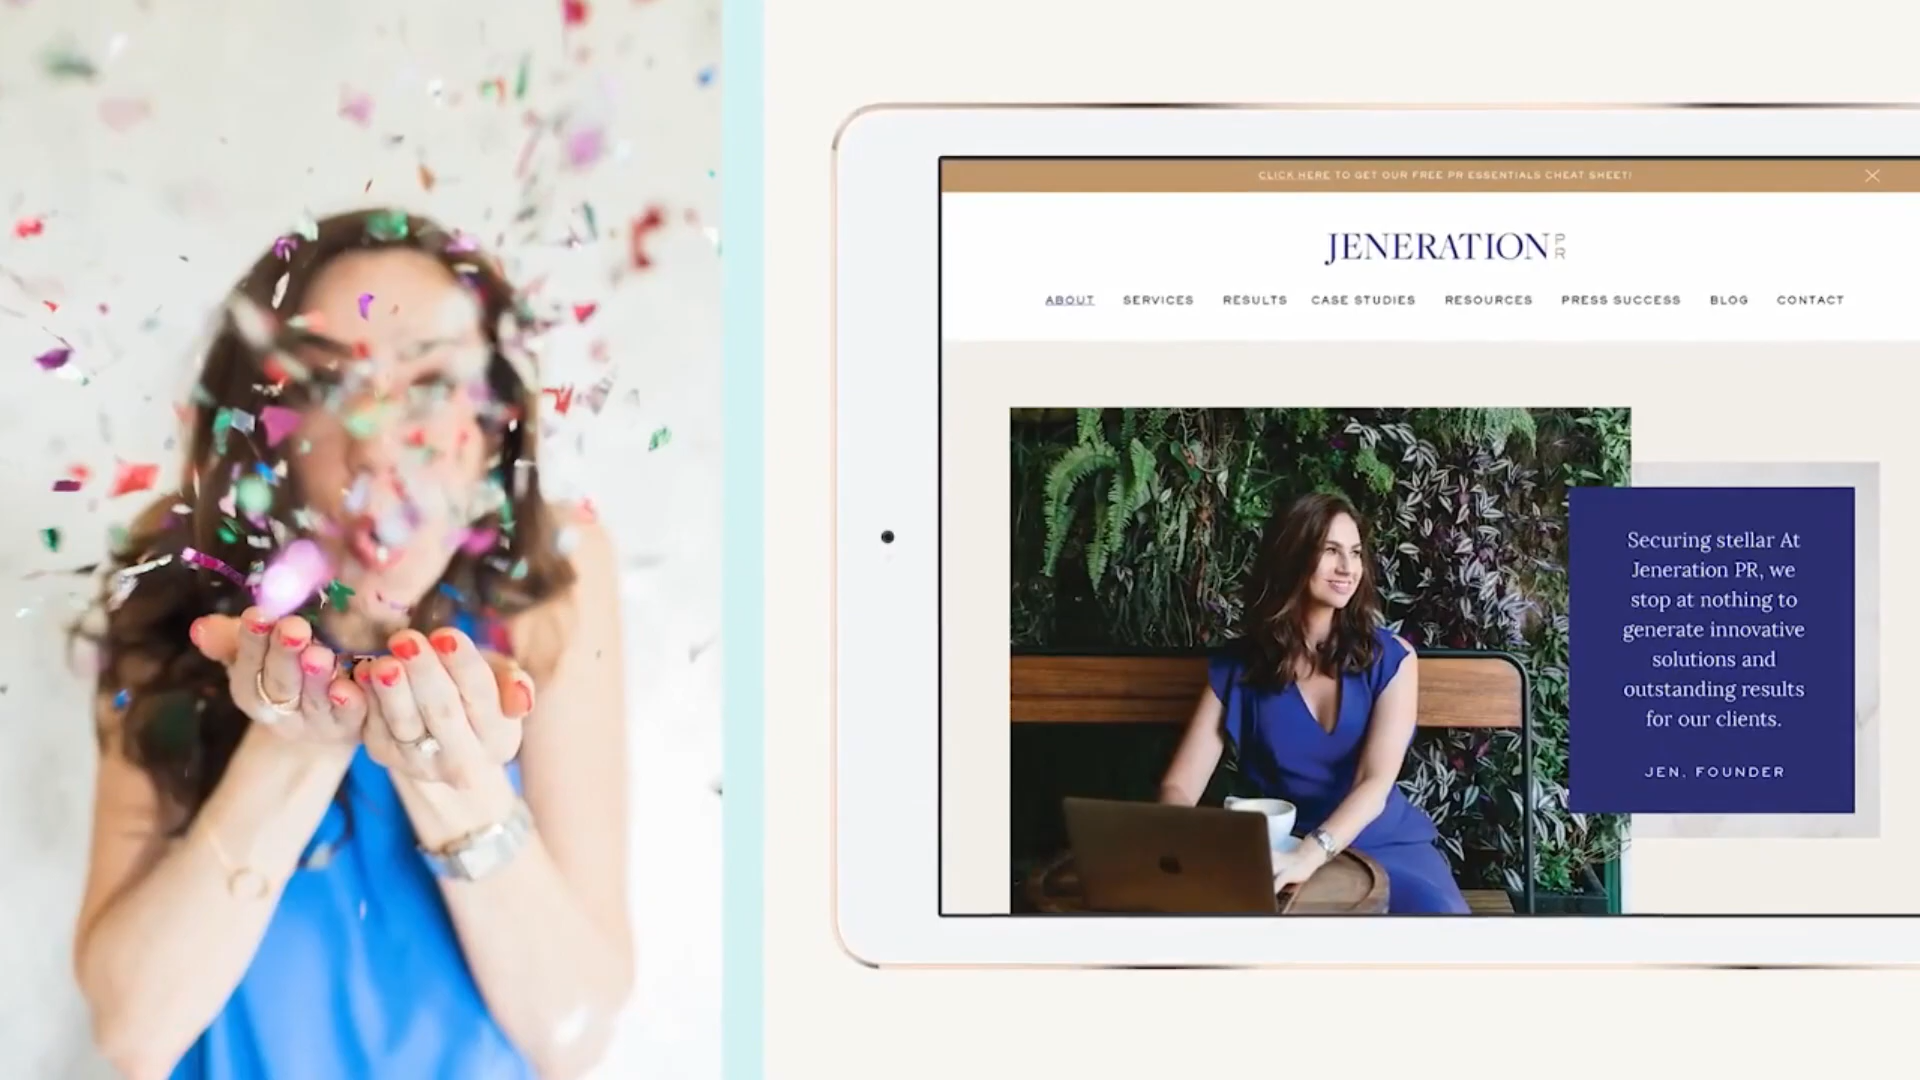 CLICK HERE TO GET OUR FREE PR ESSENTIALS CHEAT SHEET!
JENERATION PR
ABOUT SERVICES RESULTS CASE STUDIES RESOURCES PRESS SUCCESS BLOG CONTACT
Securing stellar At
Jeneration PR, we
stop at nothing to
generate innovative
solutions and
outstanding results
for our clients.
JEN, FOUNDER